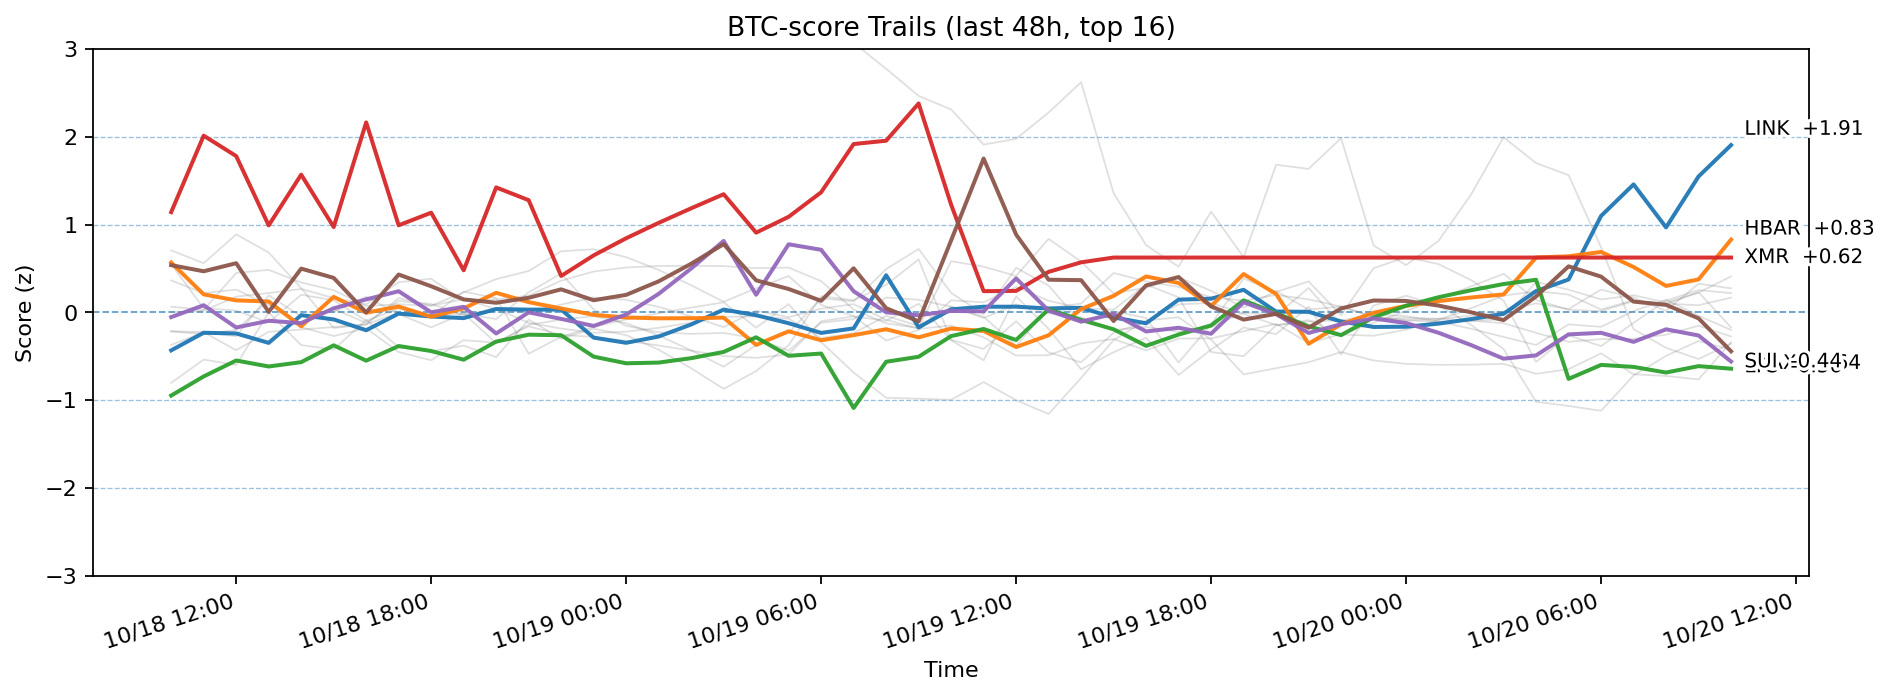 BTC-score Trails (last 48h, top 16)
3
2
1
0
−1
−2
−3
Score (z)
LINK +1.91
HBAR +0.83
XMR +0.62
SUI -0.44
10/18 12:00
10/18 18:00
10/19 00:00
10/19 06:00
10/19 12:00
10/19 18:00
10/20 00:00
10/20 06:00
10/20 12:00
Time